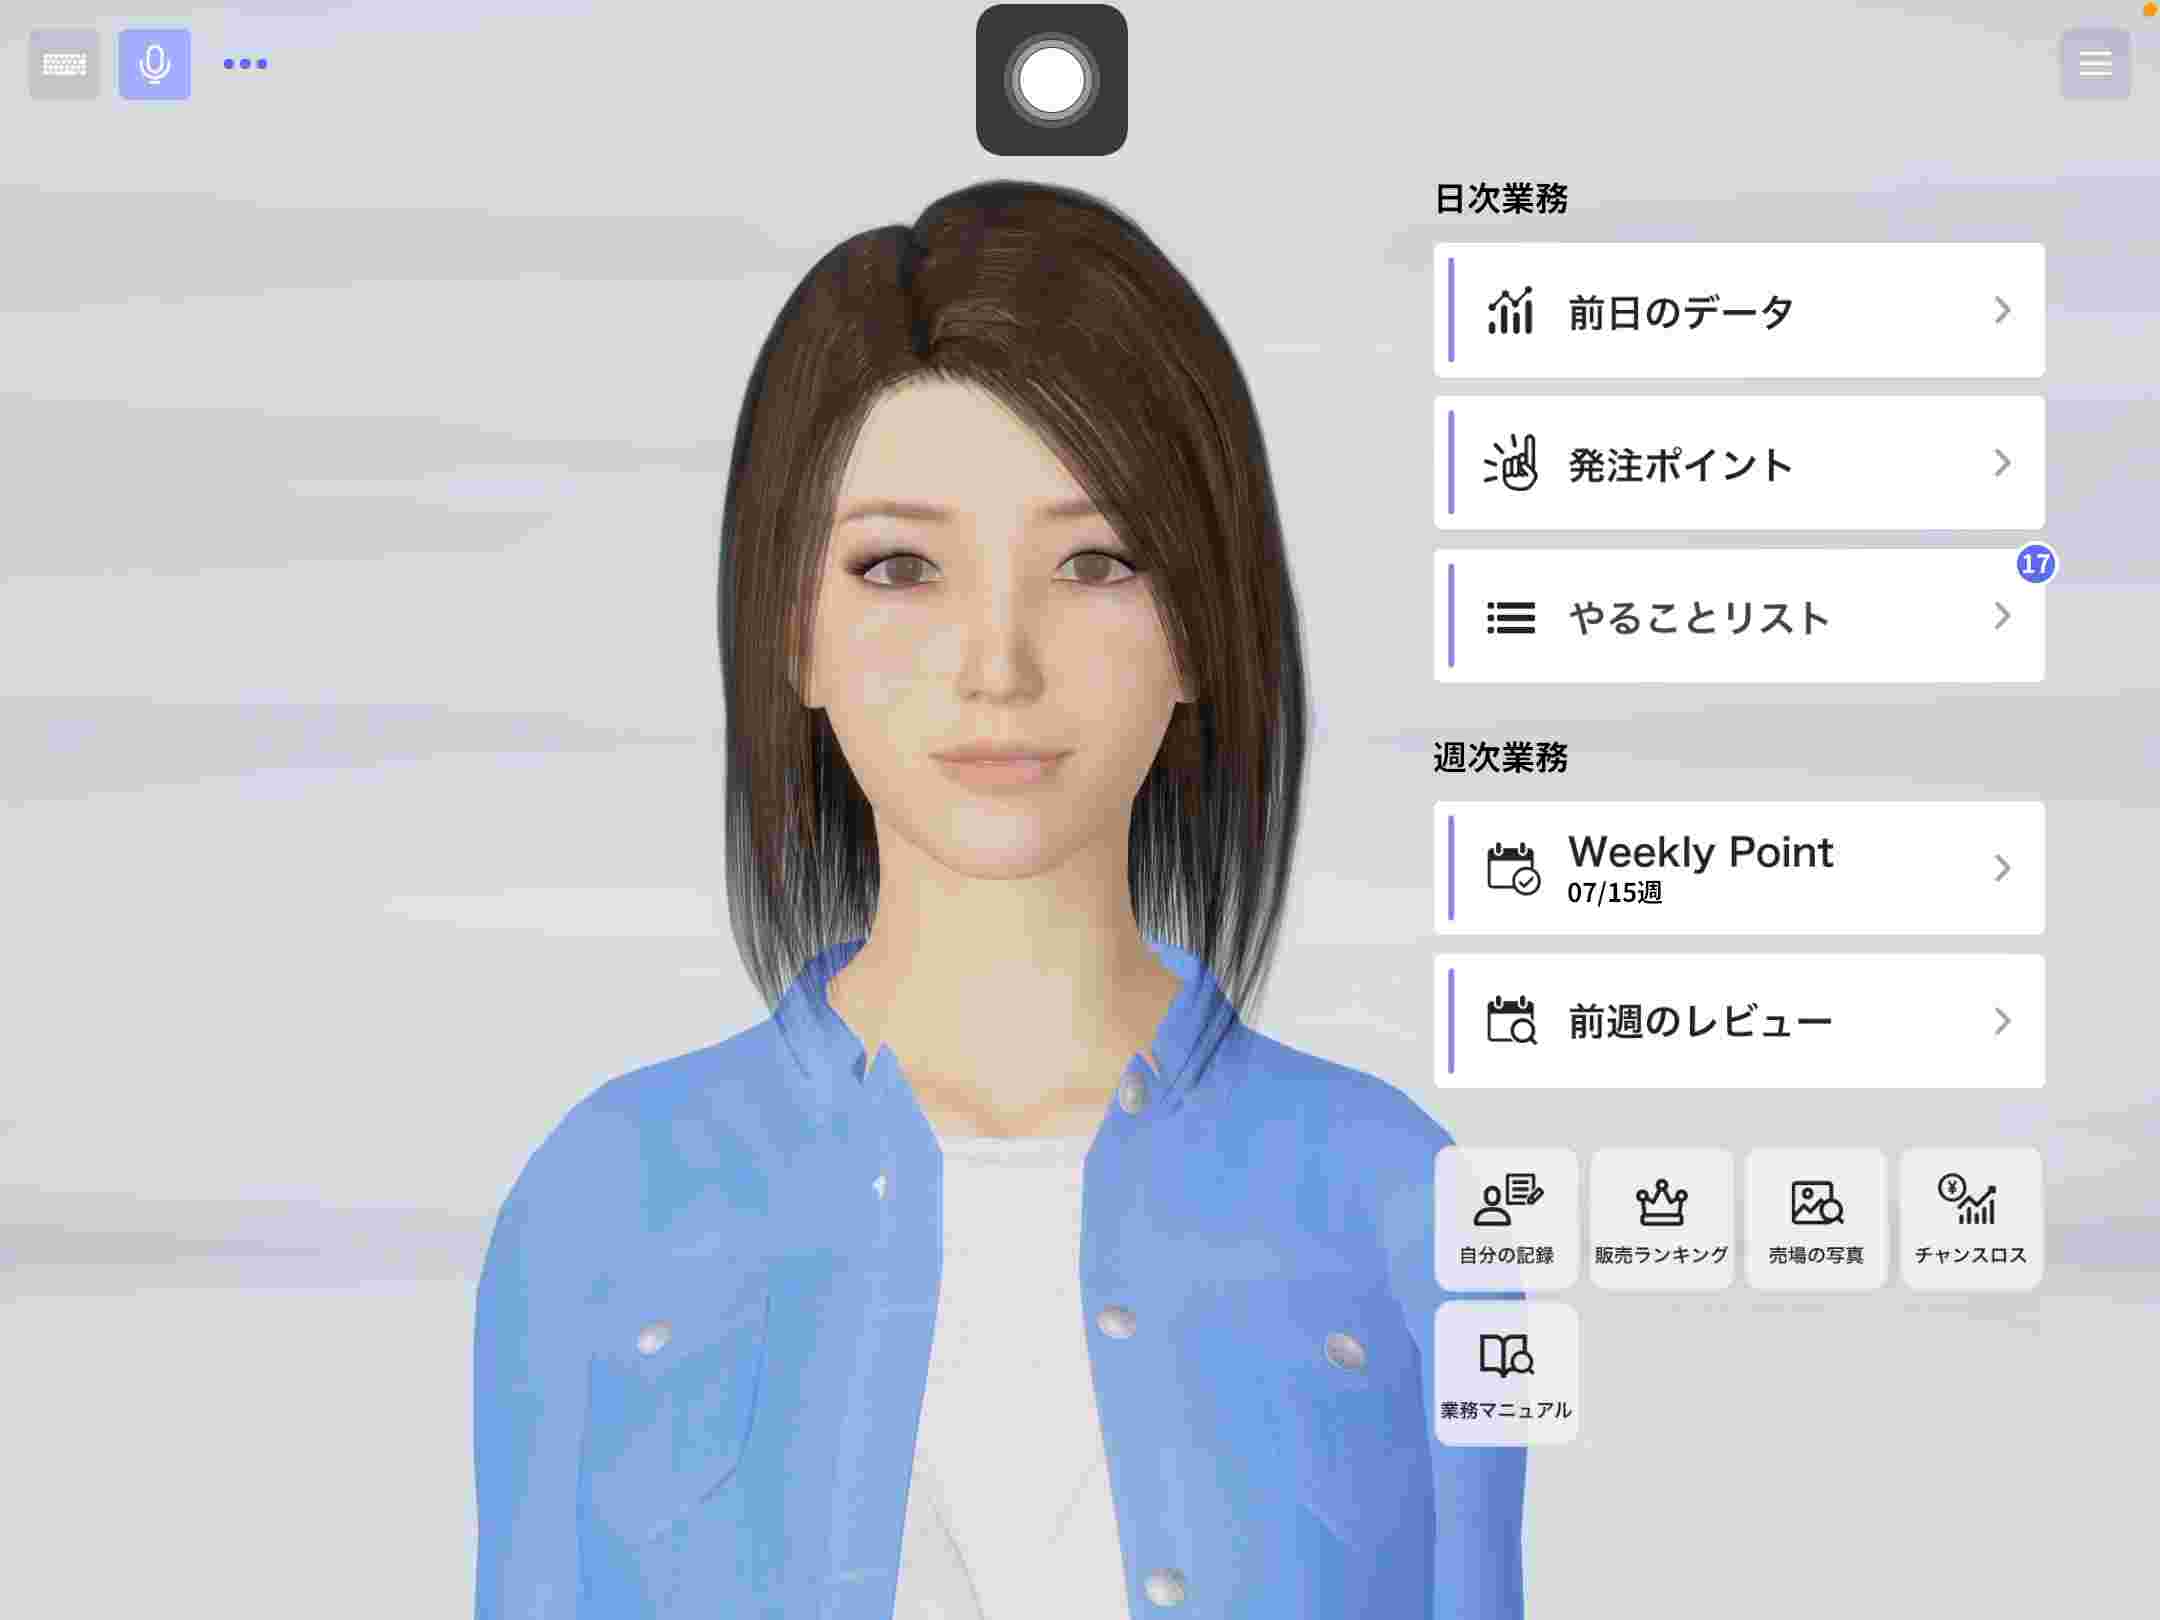 日次業務
前日のデータ
発注ポイント
17
やることリスト
週次業務
Weekly Point
07/15週
前週のレビュー
自分の記録
販売ランキング
売場の写真
チャンスロス
業務マニュアル